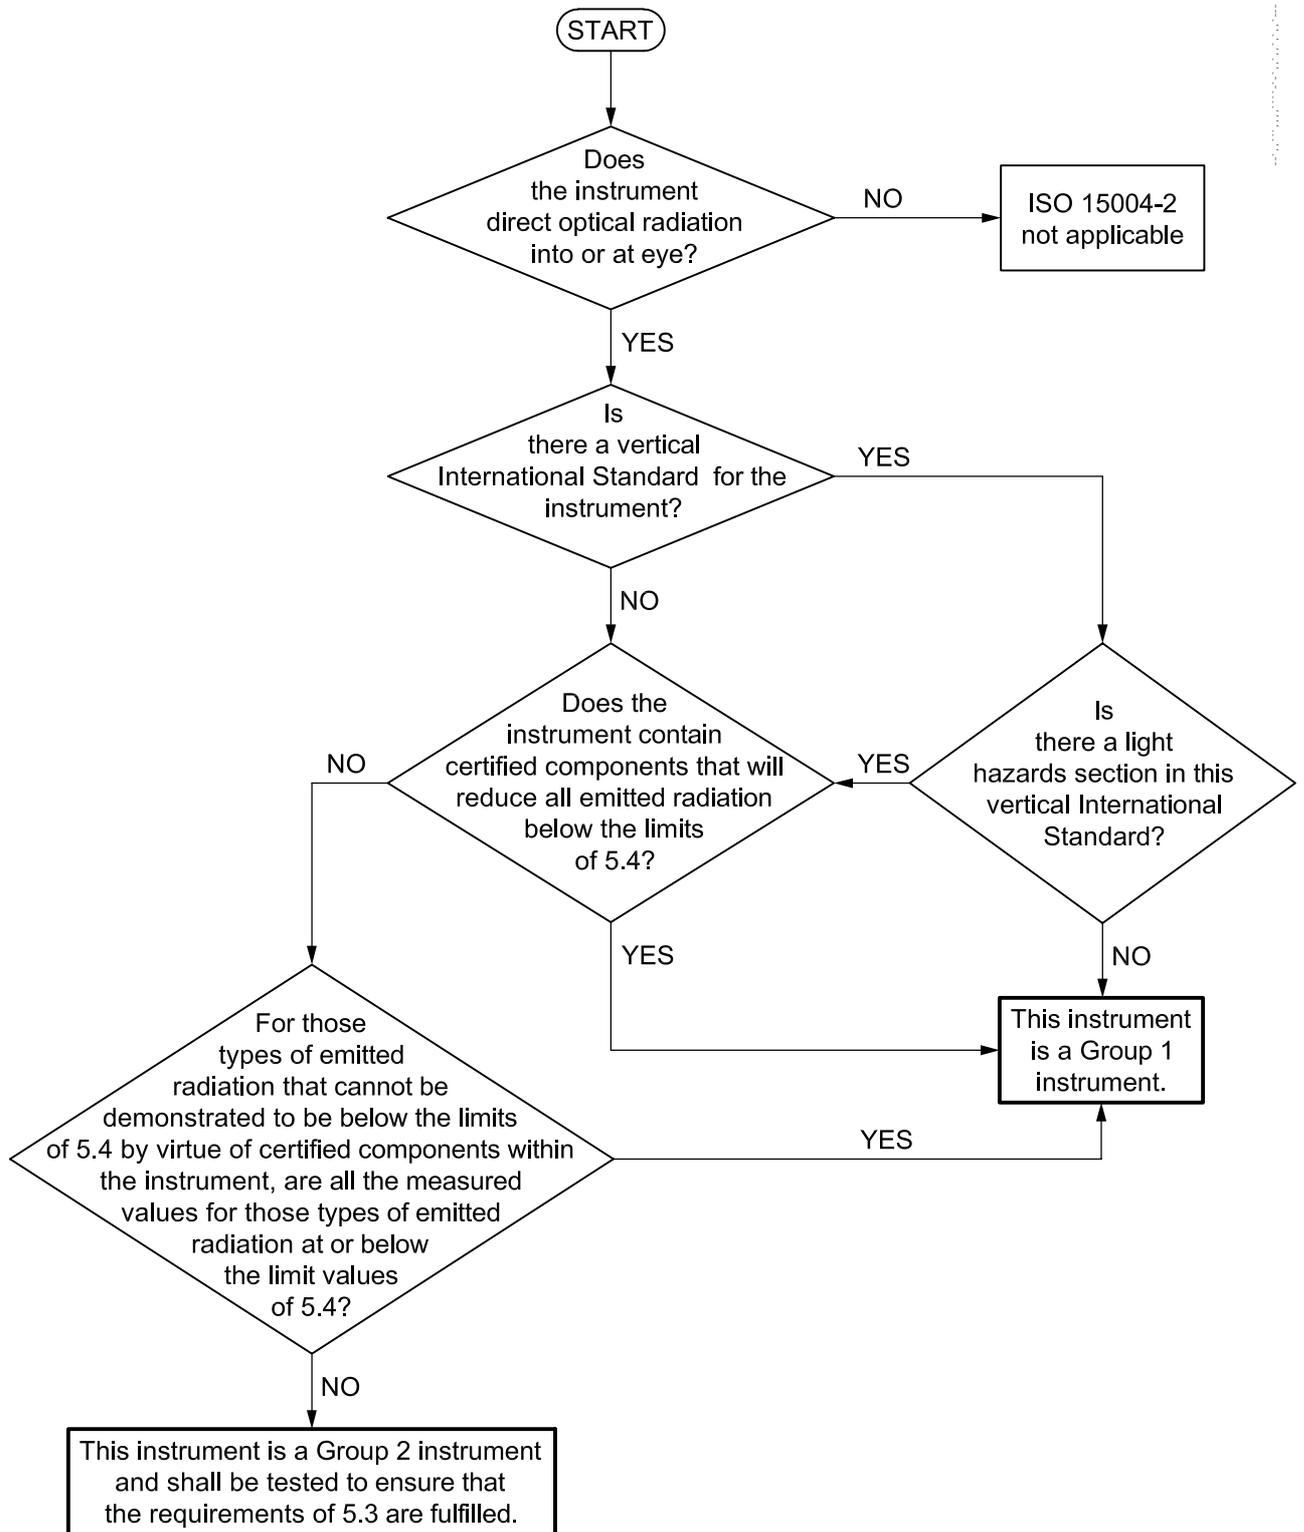 START
Does
the instrument
direct optical radiation
into or at eye?
NO
ISO 15004-2
not applicable
YES
Is
there a vertical
International Standard for the
instrument?
YES
NO
Does the
instrument contain
certified components that will
reduce all emitted radiation
below the limits
of 5.4?
NO
YES
Is
there a light
hazards section in this
vertical International
Standard?
YES
NO
This instrument
is a Group 1
instrument.
For those
types of emitted
radiation that cannot be
demonstrated to be below the limits
of 5.4 by virtue of certified components within
the instrument, are all the measured
values for those types of emitted
radiation at or below
the limit values
of 5.4?
YES
NO
This instrument is a Group 2 instrument
and shall be tested to ensure that
the requirements of 5.3 are fulfilled.